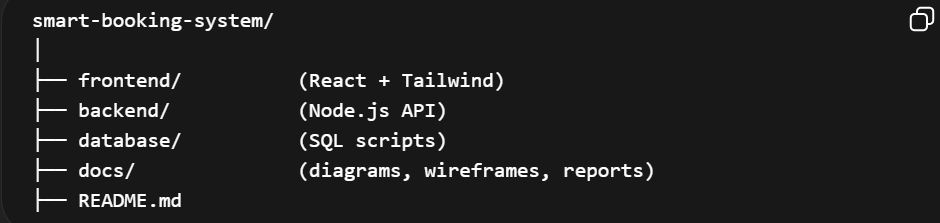 smart-booking-system/
│
├── frontend/          (React + Tailwind)
├── backend/           (Node.js API)
├── database/          (SQL scripts)
├── docs/              (diagrams, wireframes, reports)
├── README.md